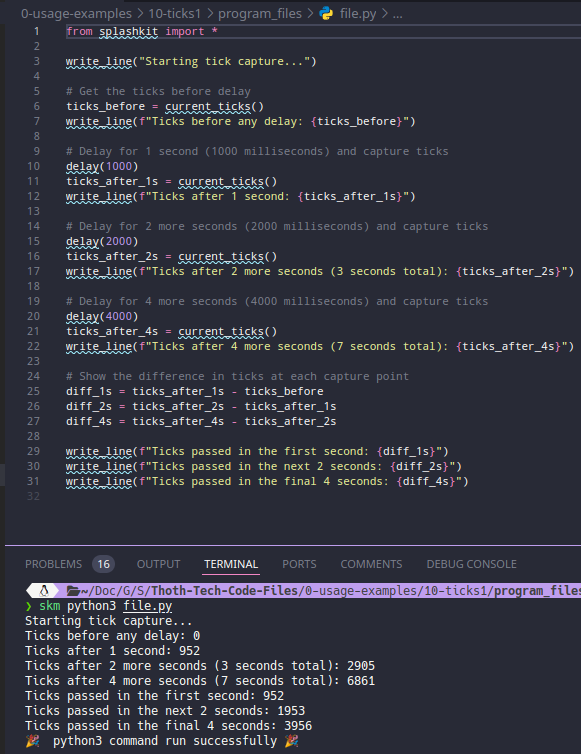 0-usage-examples > 10-ticks1 > program_files > file.py > ...
1 from splashkit import *
2
3 write_line("Starting tick capture...")
4
5 # Get the ticks before delay
6 ticks_before = current_ticks()
7 write_line(f"Ticks before any delay: {ticks_before}")
8
9 # Delay for 1 second (1000 milliseconds) and capture ticks
10 delay(1000)
11 ticks_after_1s = current_ticks()
12 write_line(f"Ticks after 1 second: {ticks_after_1s}")
13
14 # Delay for 2 more seconds (2000 milliseconds) and capture ticks
15 delay(2000)
16 ticks_after_2s = current_ticks()
17 write_line(f"Ticks after 2 more seconds (3 seconds total): {ticks_after_2s}")
18
19 # Delay for 4 more seconds (4000 milliseconds) and capture ticks
20 delay(4000)
21 ticks_after_4s = current_ticks()
22 write_line(f"Ticks after 4 more seconds (7 seconds total): {ticks_after_4s}")
23
24 # Show the difference in ticks at each capture point
25 diff_1s = ticks_after_1s - ticks_before
26 diff_2s = ticks_after_2s - ticks_after_1s
27 diff_4s = ticks_after_4s - ticks_after_2s
28
29 write_line(f"Ticks passed in the first second: {diff_1s}")
30 write_line(f"Ticks passed in the next 2 seconds: {diff_2s}")
31 write_line(f"Ticks passed in the final 4 seconds: {diff_4s}")
32
PROBLEMS 16 OUTPUT TERMINAL PORTS COMMENTS DEBUG CONSOLE
~/Doc/G/S/Thoth-Tech-Code-Files/0-usage-examples/10-ticks1/program_files
❯ skm python3 file.py
Starting tick capture...
Ticks before any delay: 0
Ticks after 1 second: 952
Ticks after 2 more seconds (3 seconds total): 2905
Ticks after 4 more seconds (7 seconds total): 6861
Ticks passed in the first second: 952
Ticks passed in the next 2 seconds: 1953
Ticks passed in the final 4 seconds: 3956
🎉 python3 command run successfully 🎉